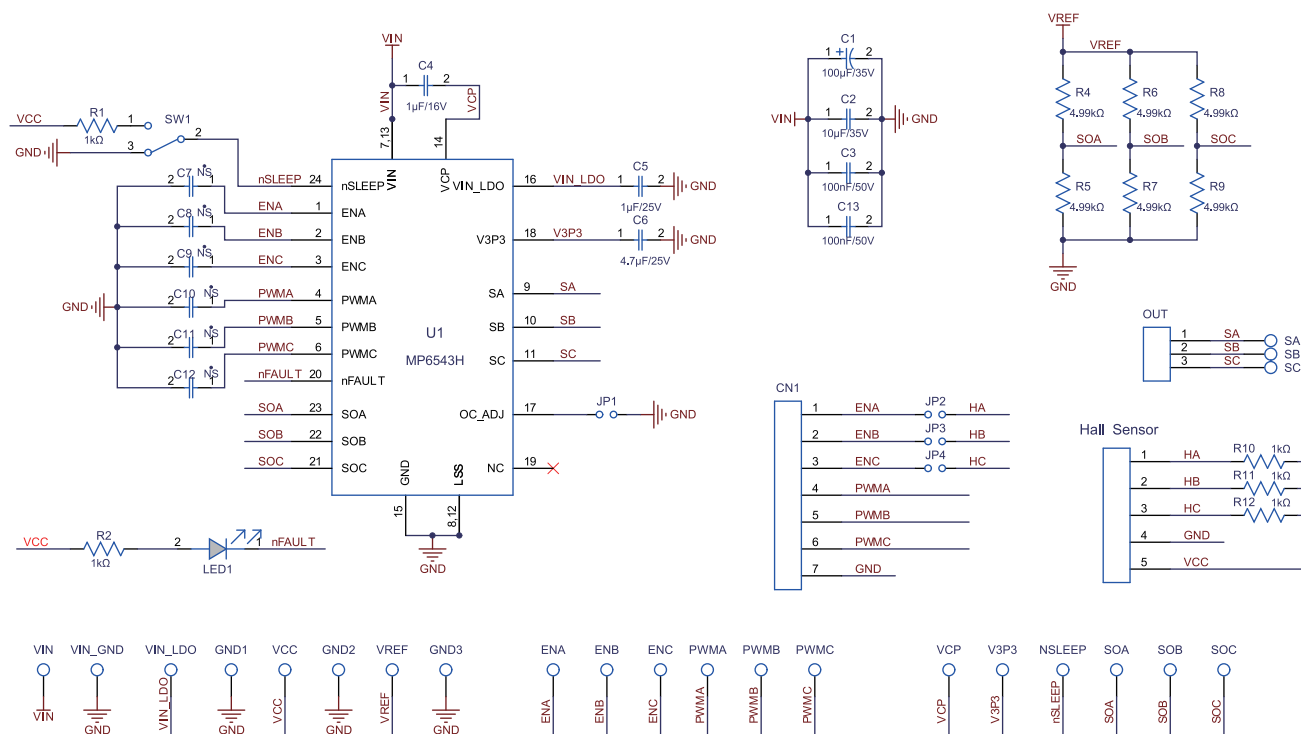 VIN
C4
1 2
1µF/16V
VIN
VCP
7,13
14
VCC
R1
1kΩ
1
SW1
2
3
GND
C7 NS
2 1
C8 NS
2 1
C9 NS
2 1
GND
C10 NS
2 1
C11 NS
2 1
C12 NS
2 1
nSLEEP 24 nSLEEP
ENA 1 ENA
ENB 2 ENB
ENC 3 ENC
PWMA 4 PWMA
PWMB 5 PWMB
PWMC 6 PWMC
nFAULT 20 nFAULT
SOA 23 SOA
SOB 22 SOB
SOC 21 SOC
VIN
VCP
U1
MP6543H
GND
LSS
15
8,12
GND
VIN_LDO 16 VIN_LDO
C5
1 2
1µF/25V
GND
V3P3 18 V3P3
C6
1 2
4.7µF/25V
GND
SA 9 SA
SB 10 SB
SC 11 SC
OC_ADJ 17
JP1
GND
NC 19
VCC
R2
1kΩ
2
LED1
1
nFAULT
VIN
C1
1 + 2
100µF/35V
C2
1 2
10µF/35V
C3
1 2
100nF/50V
C13
1 2
100nF/50V
GND
VREF
VREF
R4
4.99kΩ
R6
4.99kΩ
R8
4.99kΩ
SOA
SOB
SOC
R5
4.99kΩ
R7
4.99kΩ
R9
4.99kΩ
GND
OUT
1 SA SA
2 SB SB
3 SC SC
CN1
1 ENA JP2 HA
2 ENB JP3 HB
3 ENC JP4 HC
4 PWMA
5 PWMB
6 PWMC
7 GND
Hall Sensor
1 HA R10 1kΩ
2 HB R11 1kΩ
3 HC R12 1kΩ
4 GND
5 VCC
VIN VIN_GND VIN_LDO GND1 VCC GND2 VREF GND3 ENA ENB ENC PWMA PWMB PWMC VCP V3P3 NSLEEP SOA SOB SOC
VIN GND VIN_LDO GND VCC GND VREF GND ENA ENB ENC PWMA PWMB PWMC VCP V3P3 nSLEEP SOA SOB SOC